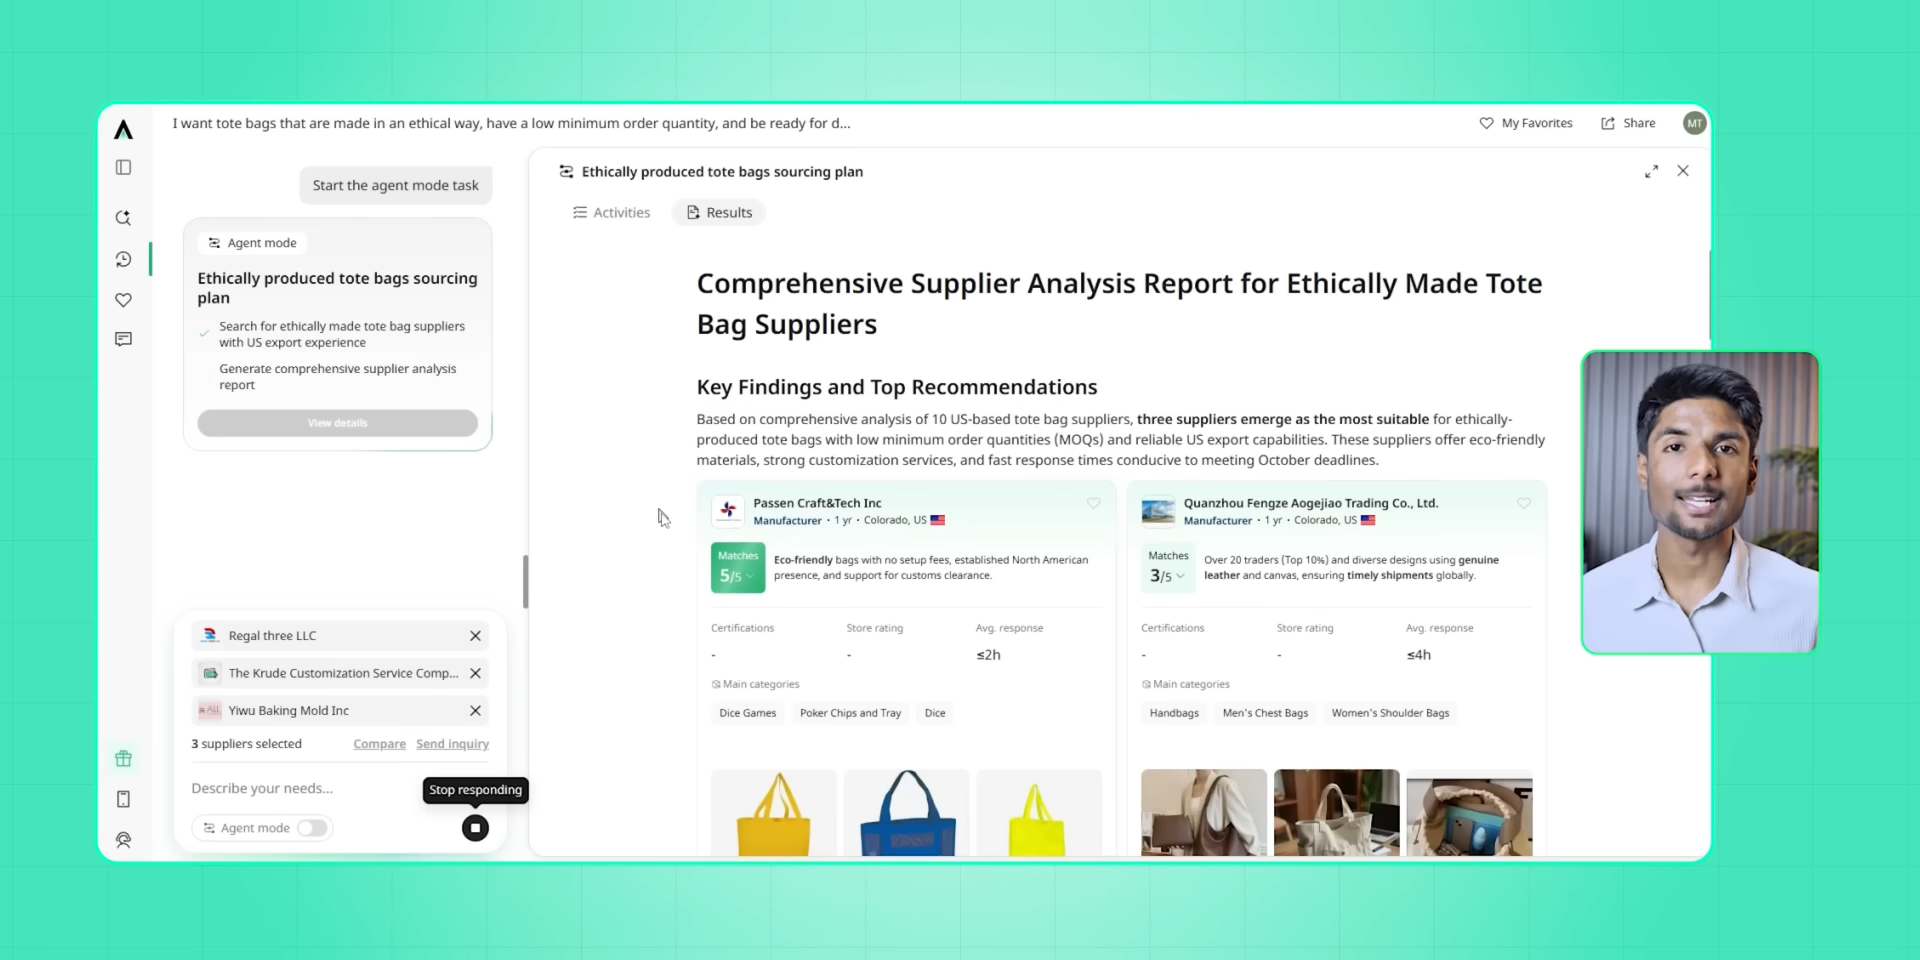 I want tote bags that are made in an ethical way, have a low minimum order quantity, and be ready for d...
My Favorites
Share
MT
Start the agent mode task
Agent mode
Ethically produced tote bags sourcing
plan
Search for ethically made tote bag suppliers
with US export experience
Generate comprehensive supplier analysis
report
View details
Regal three LLC
The Krude Customization Service Comp...
Yiwu Baking Mold Inc
3 suppliers selected
Compare
Send inquiry
Describe your needs...
Stop responding
Agent mode
Ethically produced tote bags sourcing plan
Activities
Results
Comprehensive Supplier Analysis Report for Ethically Made Tote
Bag Suppliers
Key Findings and Top Recommendations
Based on comprehensive analysis of 10 US-based tote bag suppliers, three suppliers emerge as the most suitable for ethically-
produced tote bags with low minimum order quantities (MOQs) and reliable US export capabilities. These suppliers offer eco-friendly
materials, strong customization services, and fast response times conducive to meeting October deadlines.
Passen Craft&Tech Inc
Manufacturer · 1 yr · Colorado, US
Matches
5/5
Eco-friendly bags with no setup fees, established North American
presence, and support for customs clearance.
Certifications
Store rating
Avg. response
-
-
≤2h
Main categories
Dice Games
Poker Chips and Tray
Dice
Quanzhou Fengze Aogejiao Trading Co., Ltd.
Manufacturer · 1 yr · Colorado, US
Matches
3/5
Over 20 traders (Top 10%) and diverse designs using genuine
leather and canvas, ensuring timely shipments globally.
Certifications
Store rating
Avg. response
-
-
≤4h
Main categories
Handbags
Men's Chest Bags
Women's Shoulder Bags